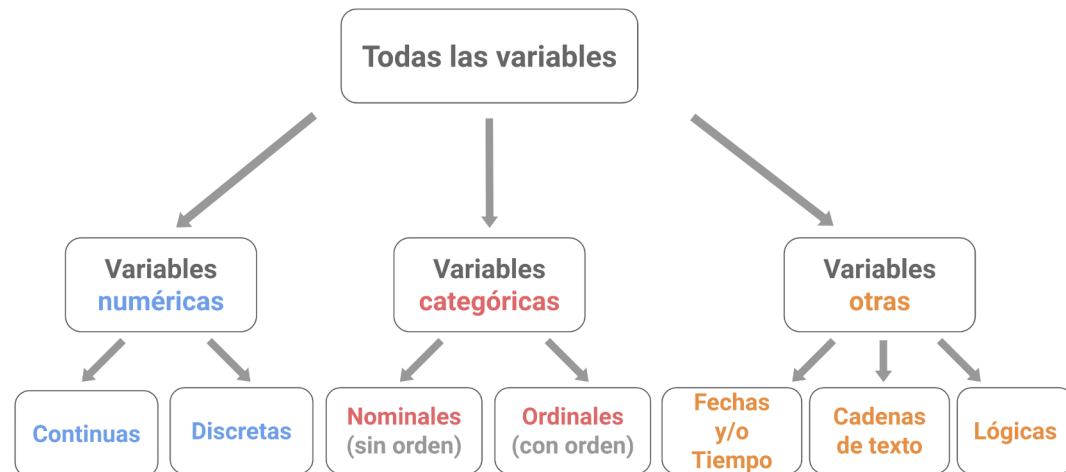 Todas las variables
Variables
numéricas
Variables
categóricas
Variables
otras
Continuas
Discretas
Nominales
(sin orden)
Ordinales
(con orden)
Fechas
y/o
Tiempo
Cadenas
de texto
Lógicas